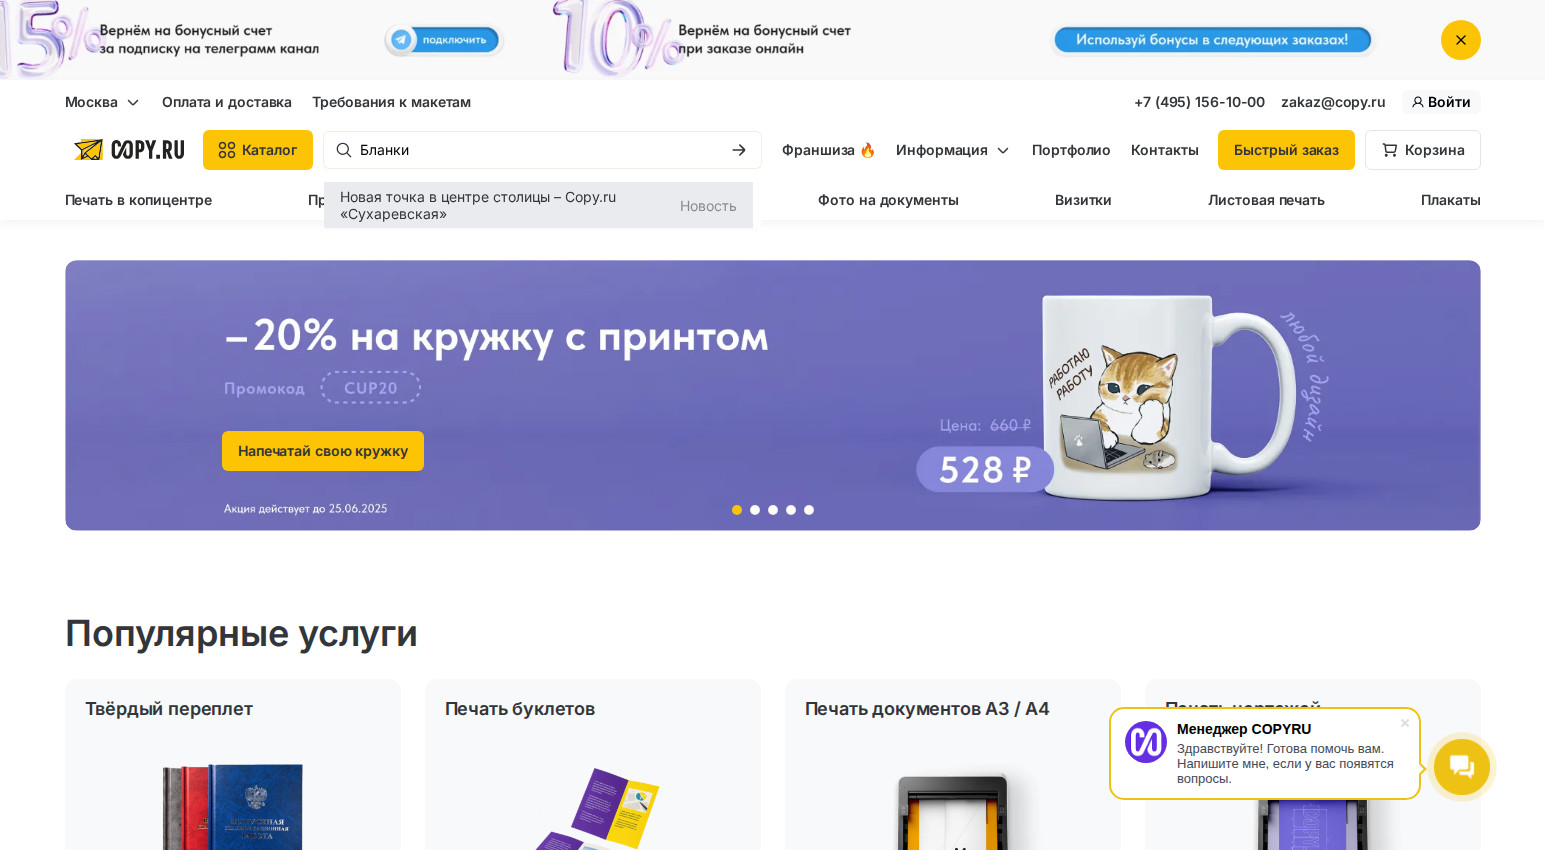 15%
Вернём на бонусный счет
за подписку на телеграмм канал
подключить
10%
Вернём на бонусный счет
при заказе онлайн
Используй бонусы в следующих заказах!
Москва
Оплата и доставка
Требования к макетам
+7 (495) 156-10-00
zakaz@copy.ru
Войти
COPY.RU
Каталог
Бланки
Франшиза 🔥
Информация
Портфолио
Контакты
Быстрый заказ
Корзина
Печать в копицентре
Новая точка в центре столицы – Copy.ru
«Сухаревская»
Новость
Фото на документы
Визитки
Листовая печать
Плакаты
–20% на кружку с принтом
Промокод
CUP20
Напечатай свою кружку
Акция действует до 25.06.2025
Цена: 660 ₽
528 ₽
РАБОТАЮ
РАБОТУ
любой дизайн
Популярные услуги
Твёрдый переплет
Печать буклетов
Печать документов А3 / А4
Менеджер COPYRU
Здравствуйте! Готова помочь вам.
Напишите мне, если у вас появятся
вопросы.